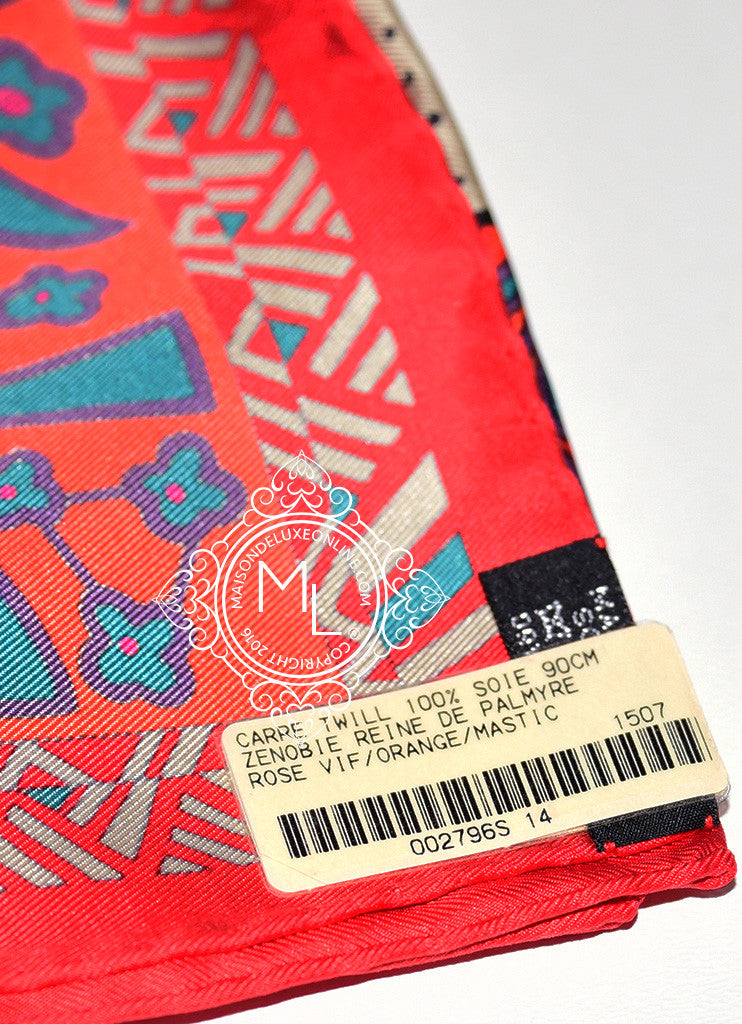 MAISONDELUXEONLINE.COM
ML
© COPYRIGHT 2016
CARRE TWILL 100% SOIE 90CM
ZENOBIE REINE DE PALMYRE
ROSE VIF/ORANGE/MASTIC 1507
002796S 14